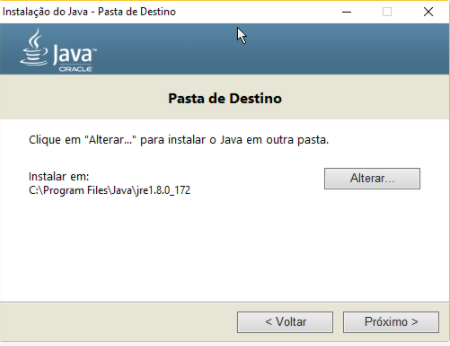 Instalação do Java - Pasta de Destino
Java™
ORACLE
Pasta de Destino
Clique em "Alterar..." para instalar o Java em outra pasta.
Instalar em:
C:\Program Files\Java\jre1.8.0_172
Alterar...
< Voltar
Próximo >